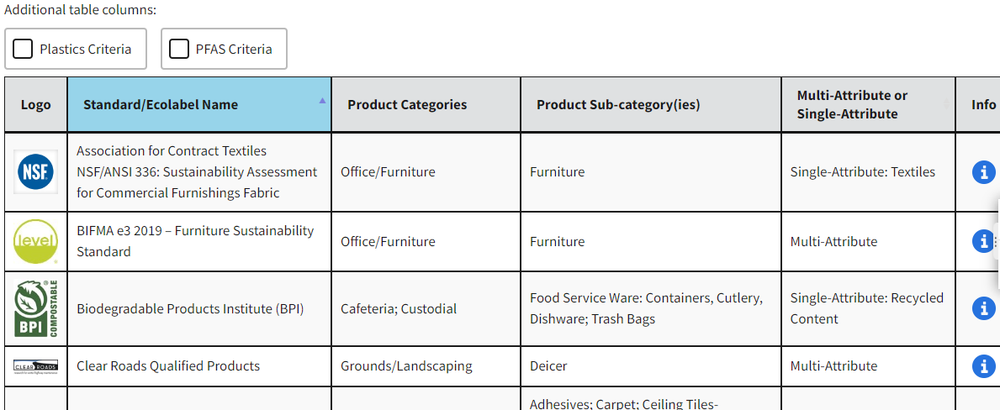 Additional table columns:
Plastics Criteria
PFAS Criteria
Logo
Standard/Ecolabel Name
Product Categories
Product Sub-category(ies)
Multi-Attribute or
Single-Attribute
Info
NSF
Association for Contract Textiles
NSF/ANSI 336: Sustainability Assessment
for Commercial Furnishings Fabric
Office/Furniture
Furniture
Single-Attribute: Textiles
level
BIFMA e3 2019 – Furniture Sustainability
Standard
Office/Furniture
Furniture
Multi-Attribute
BPI
COMPOSTABLE
Biodegradable Products Institute (BPI)
Cafeteria; Custodial
Food Service Ware: Containers, Cutlery,
Dishware; Trash Bags
Single-Attribute: Recycled
Content
CLEAR ROADS
Clear Roads Qualified Products
Grounds/Landscaping
Deicer
Multi-Attribute
Adhesives; Carpet; Ceiling Tiles-